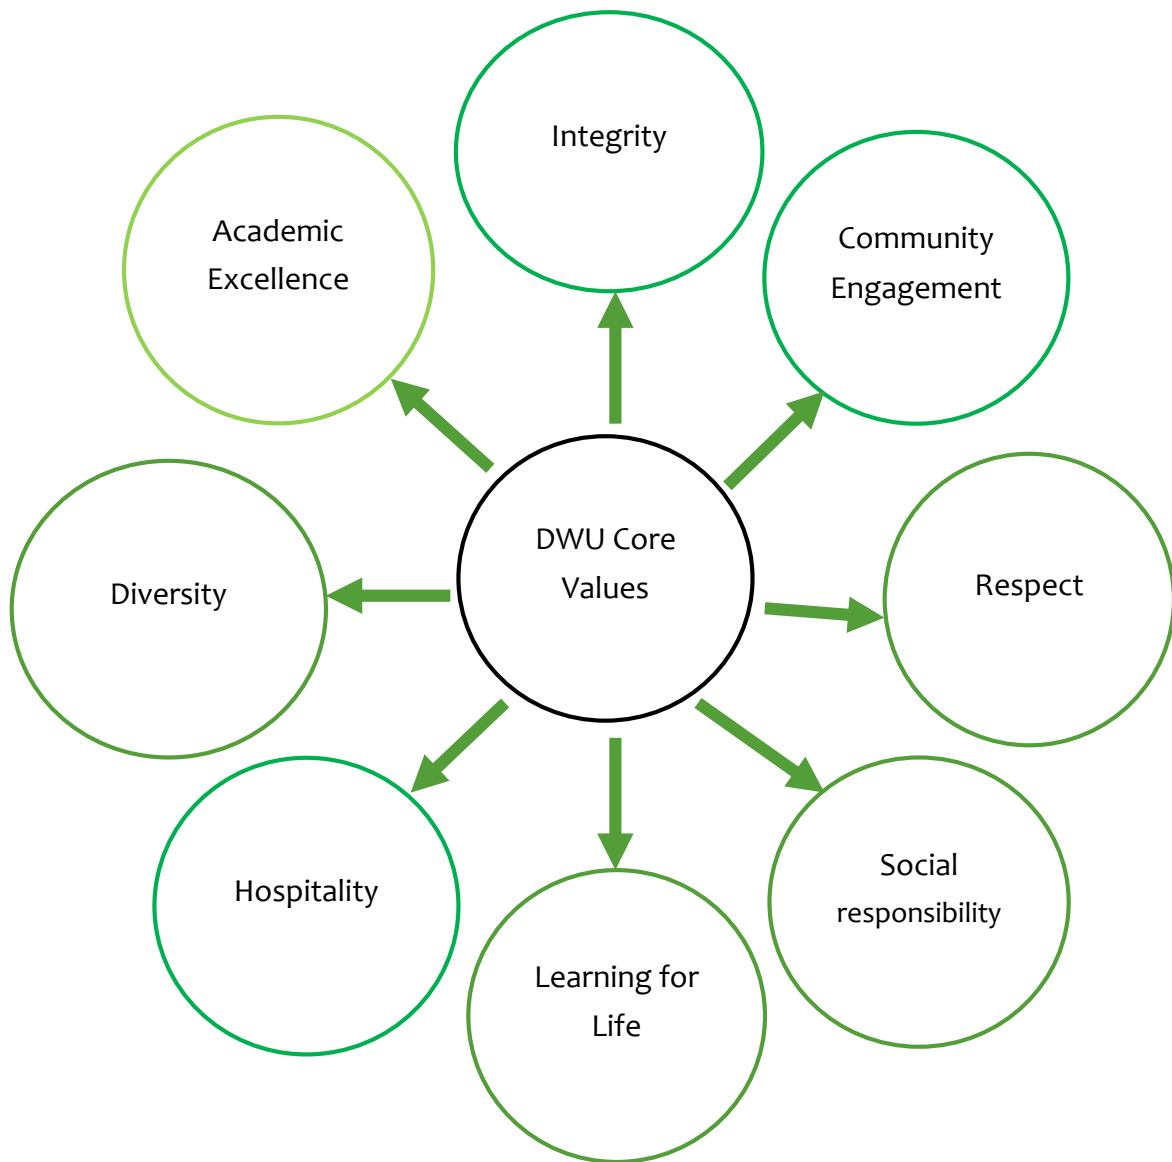 Integrity
Academic
Excellence
Community
Engagement
DWU Core
Values
Diversity
Respect
Hospitality
Social
responsibility
Learning for
Life